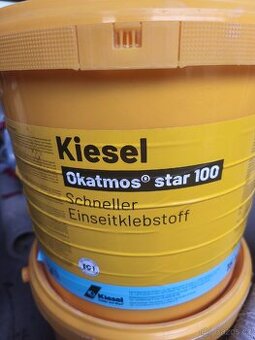 Kiesel
Okatmos® star 100
Schneller
Einseitklebstoff
Kiesel